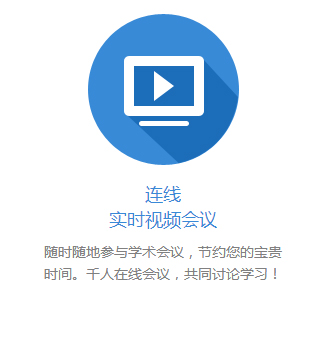 连线
实时视频会议
随时随地参与学术会议，节约您的宝贵
时间。千人在线会议，共同讨论学习！